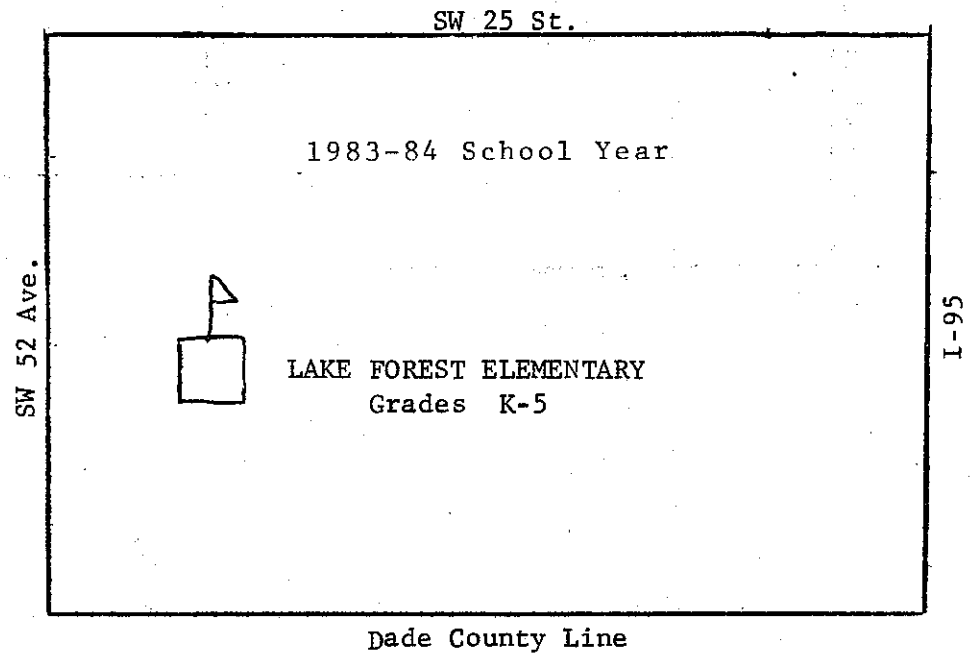 SW 25 St.
1983-84 School Year
SW 52 Ave.
I-95
LAKE FOREST ELEMENTARY
Grades K-5
Dade County Line